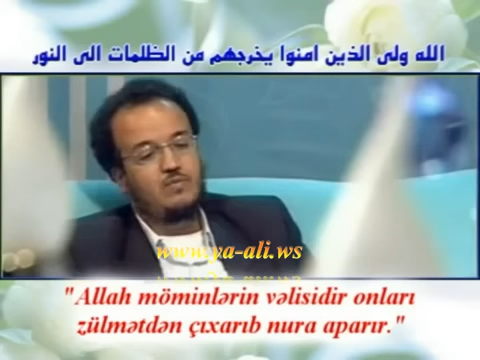 الله ولى الذين امنوا يخرجهم من الظلمات الى النور
www.ya-ali.ws
"Allah möminlərin vəlisidir onları
zülmətdən çıxarıb nura aparır."